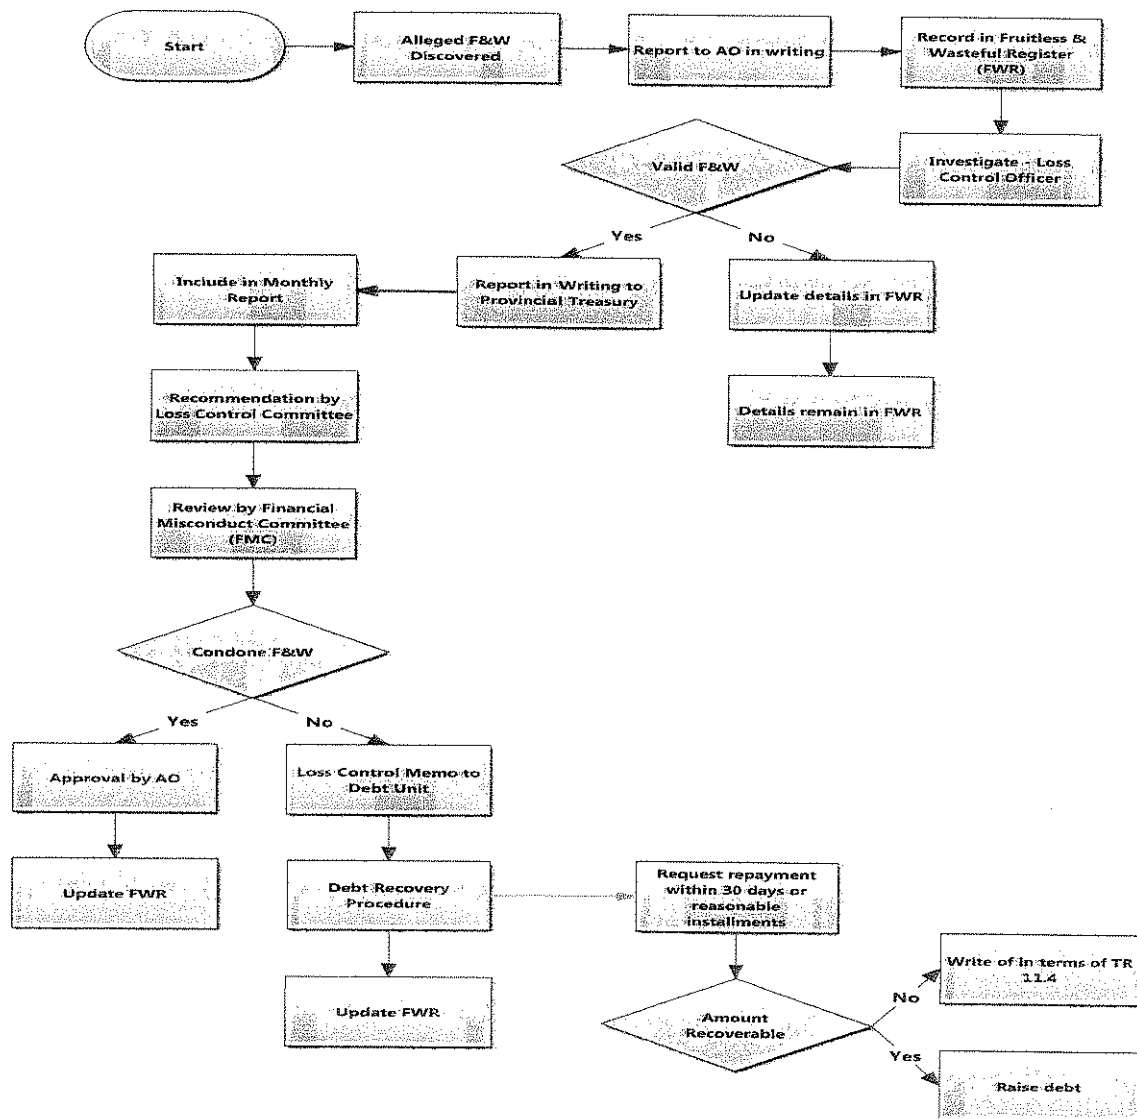 Start
Alleged F&W
Discovered
Report to AO in writing
Record in Fruitless &
Wasteful Register
(FWR)
Valid F&W
Investigate - Loss
Control Officer
Yes
No
Include in Monthly
Report
Report in Writing to
Provincial Treasury
Update details in FWR
Recommendation by
Loss Control Committee
Details remain in FWR
Review by Financial
Misconduct Committee
(FMC)
Condone F&W
Yes
No
Approval by AO
Loss Control Memo to
Debt Unit
Update FWR
Debt Recovery
Procedure
Request repayment
within 30 days or
reasonable
installments
Update FWR
Amount
Recoverable
No
Write of in terms of TR
11.4
Yes
Raise debt